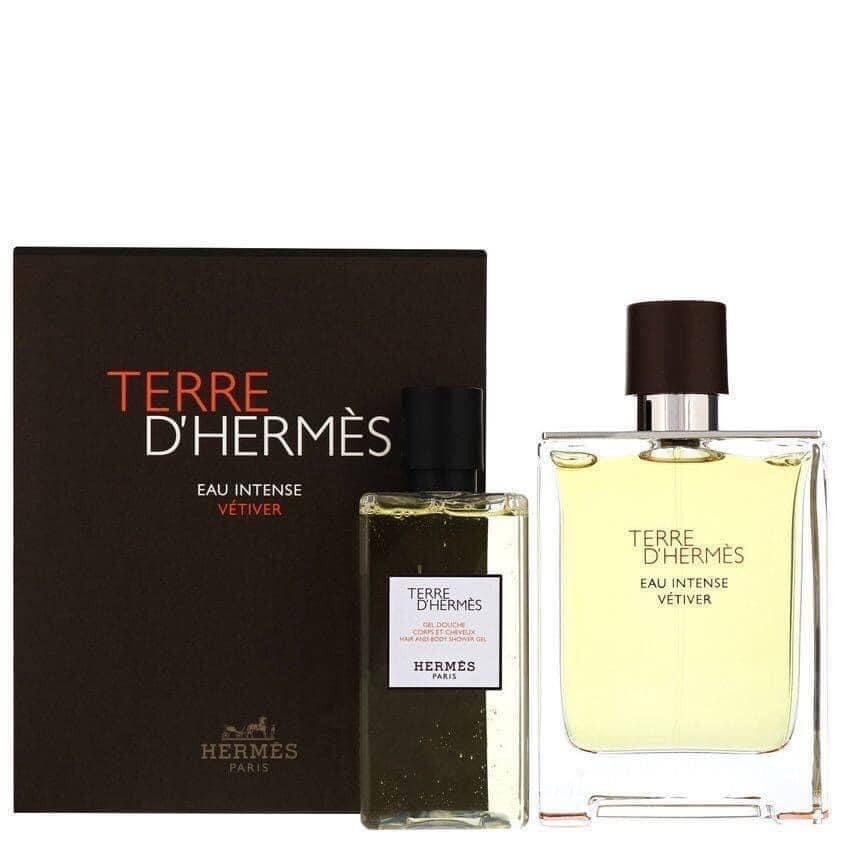 TERRE
D'HERMÈS
EAU INTENSE
VÉTIVER
HERMÈS
PARIS
TERRE
D'HERMÈS
GEL DOUCHE
CORPS ET CHEVEUX
HAIR AND BODY SHOWER GEL
HERMÈS
PARIS
TERRE
D'HERMÈS
EAU INTENSE
VÉTIVER